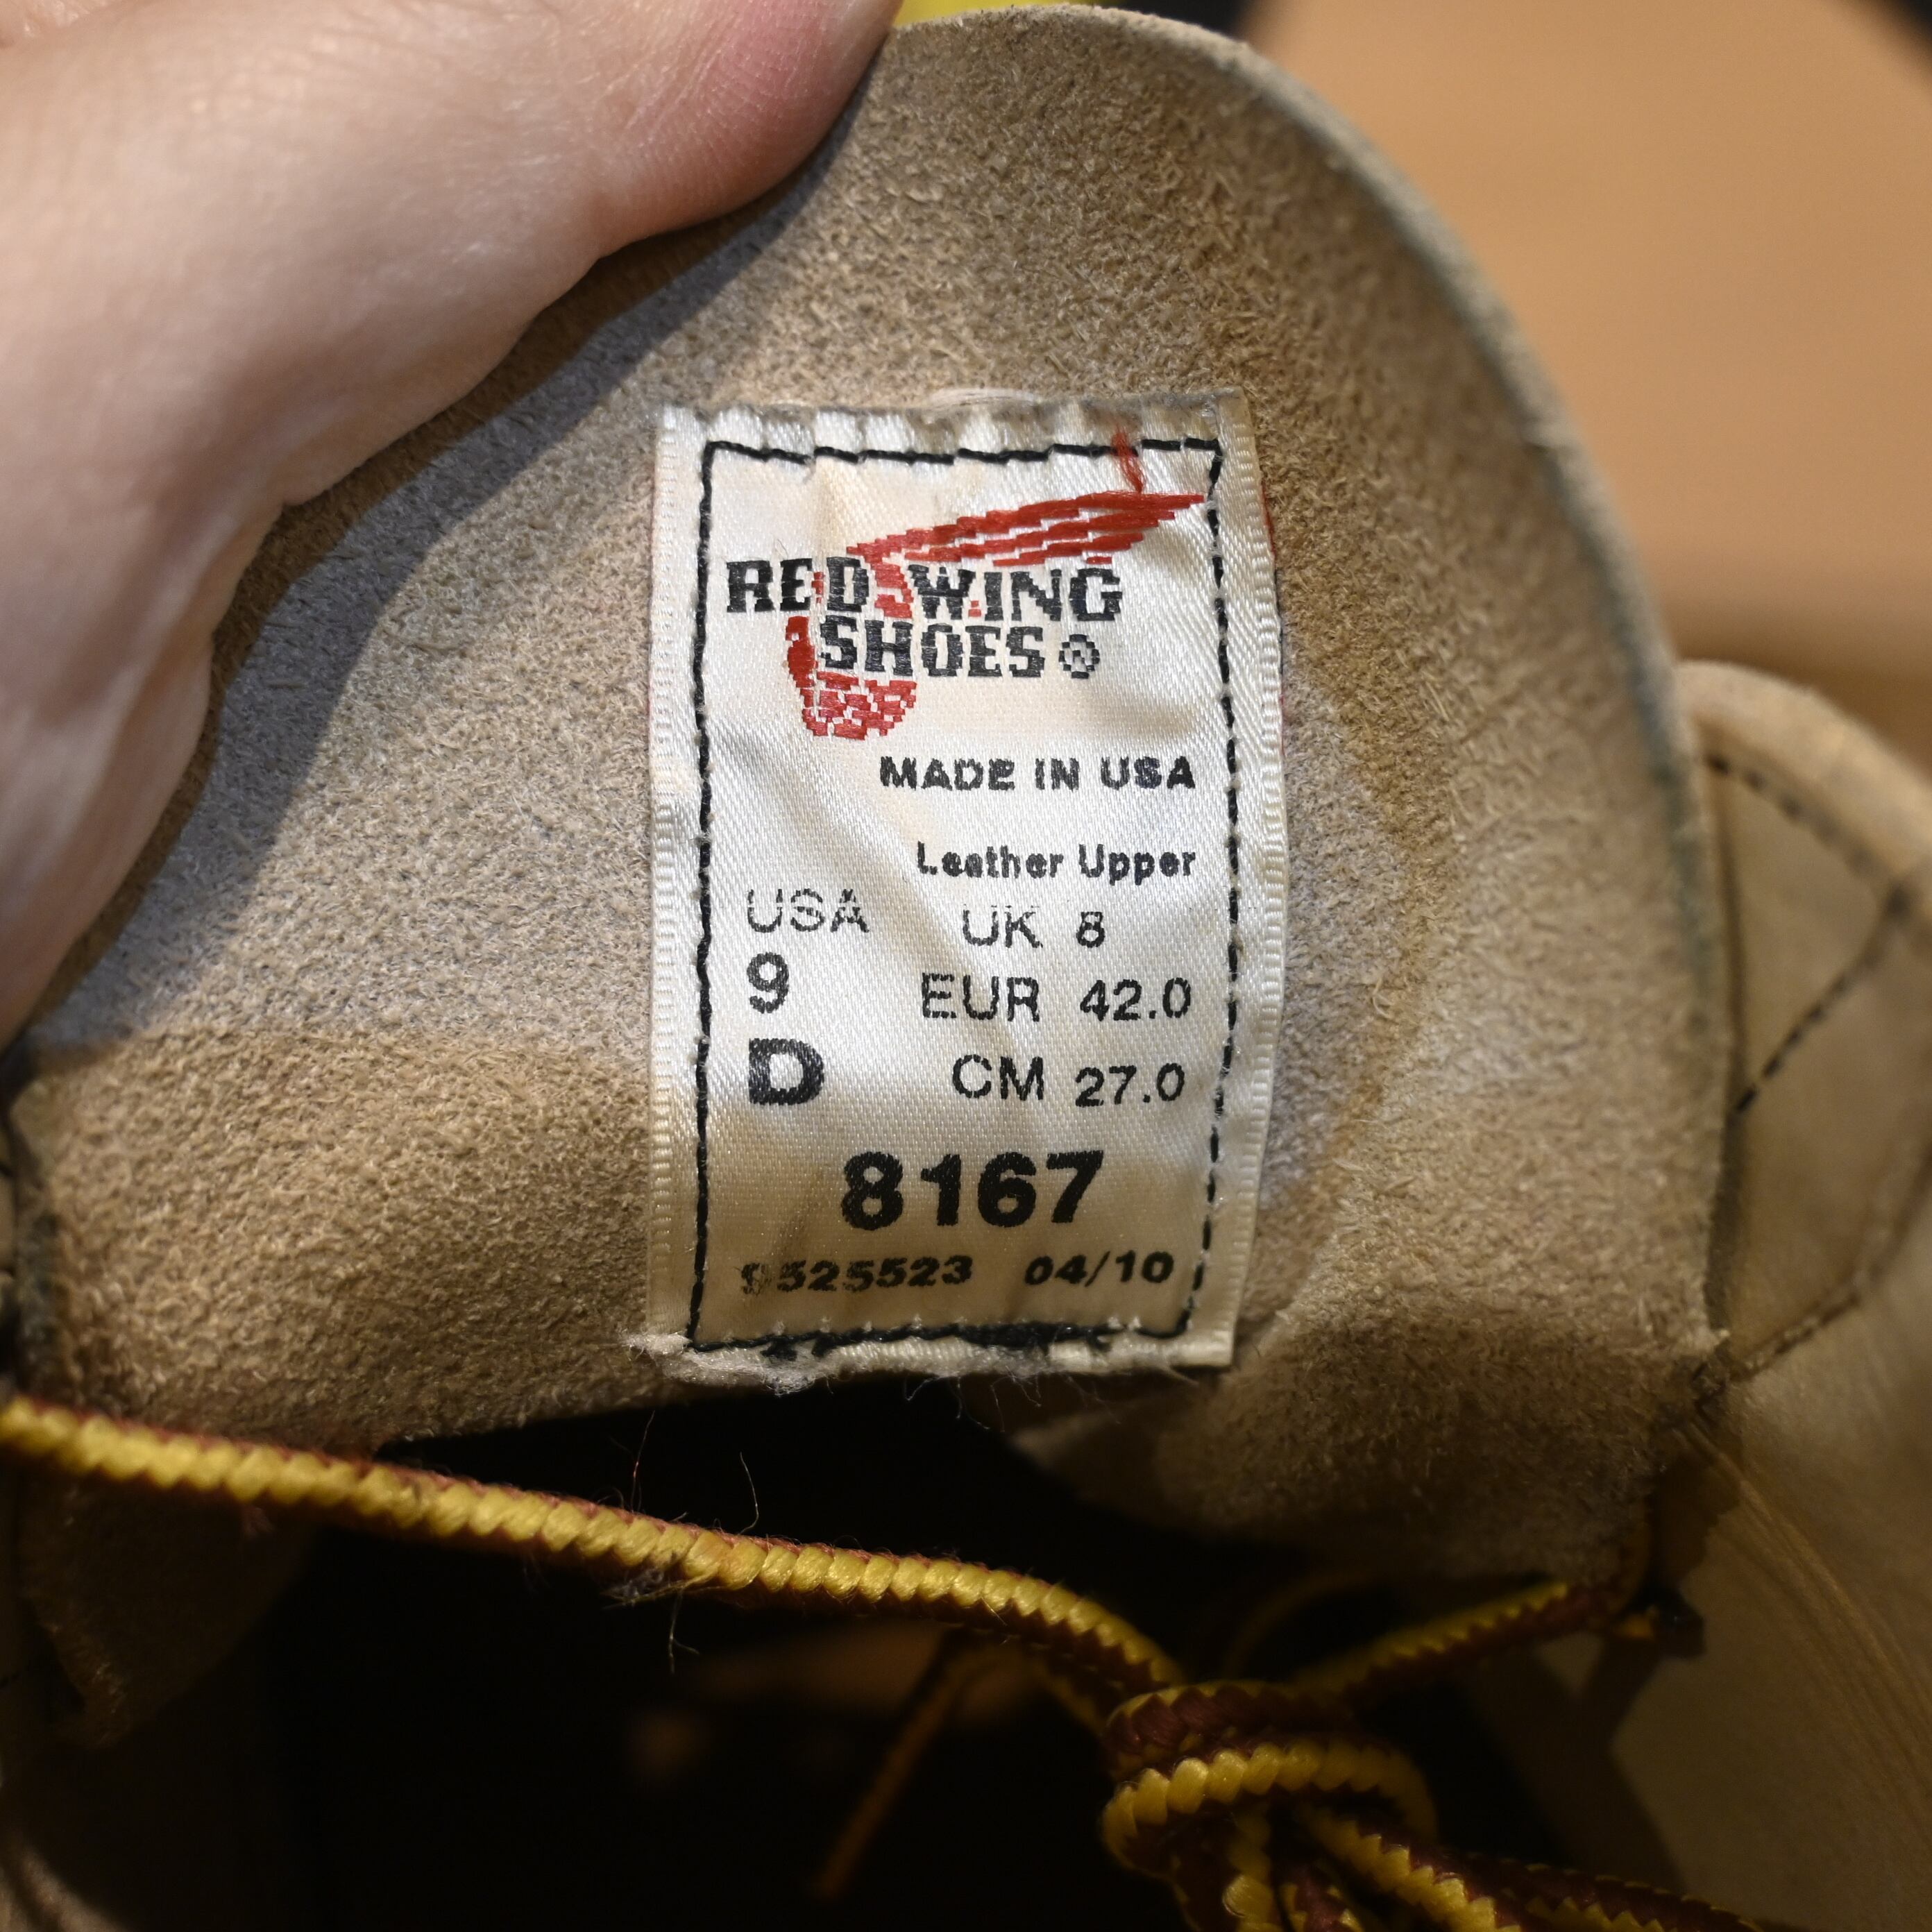 RED WING
SHOES®
MADE IN USA
Leather Upper
USA UK 8
9 EUR 42.0
D CM 27.0
8167
9525523 04/10